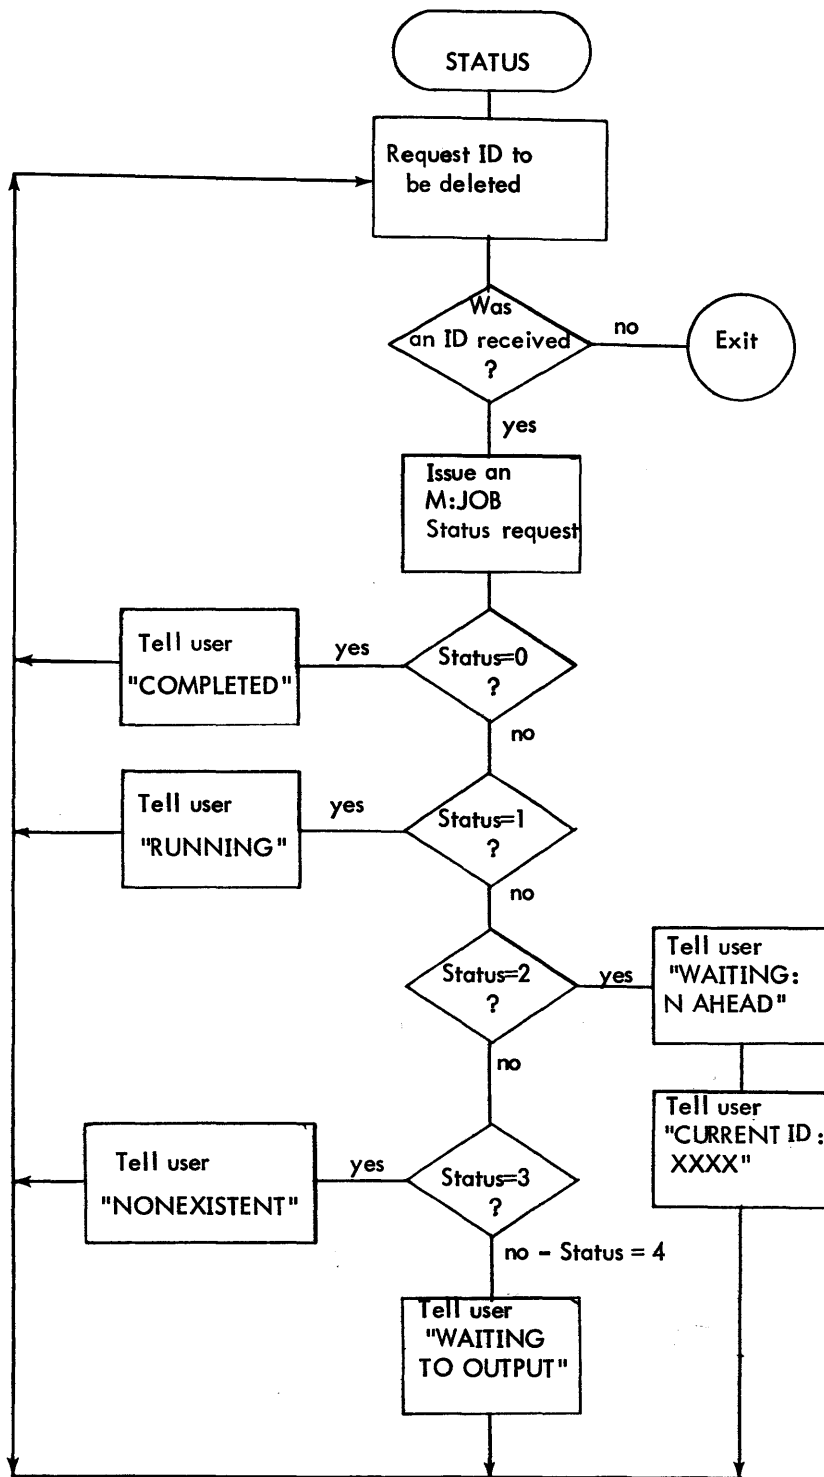 STATUS
Request ID to
be deleted
Was
an ID received
?
no
Exit
yes
Issue an
M:JOB
Status request
Tell user
"COMPLETED"
yes
Status=0
?
no
Tell user
"RUNNING"
yes
Status=1
?
no
Status=2
?
yes
Tell user
"WAITING:
N AHEAD"
no
Tell user
"CURRENT ID:
XXXX"
Tell user
"NONEXISTENT"
yes
Status=3
?
no - Status = 4
Tell user
"WAITING
TO OUTPUT"